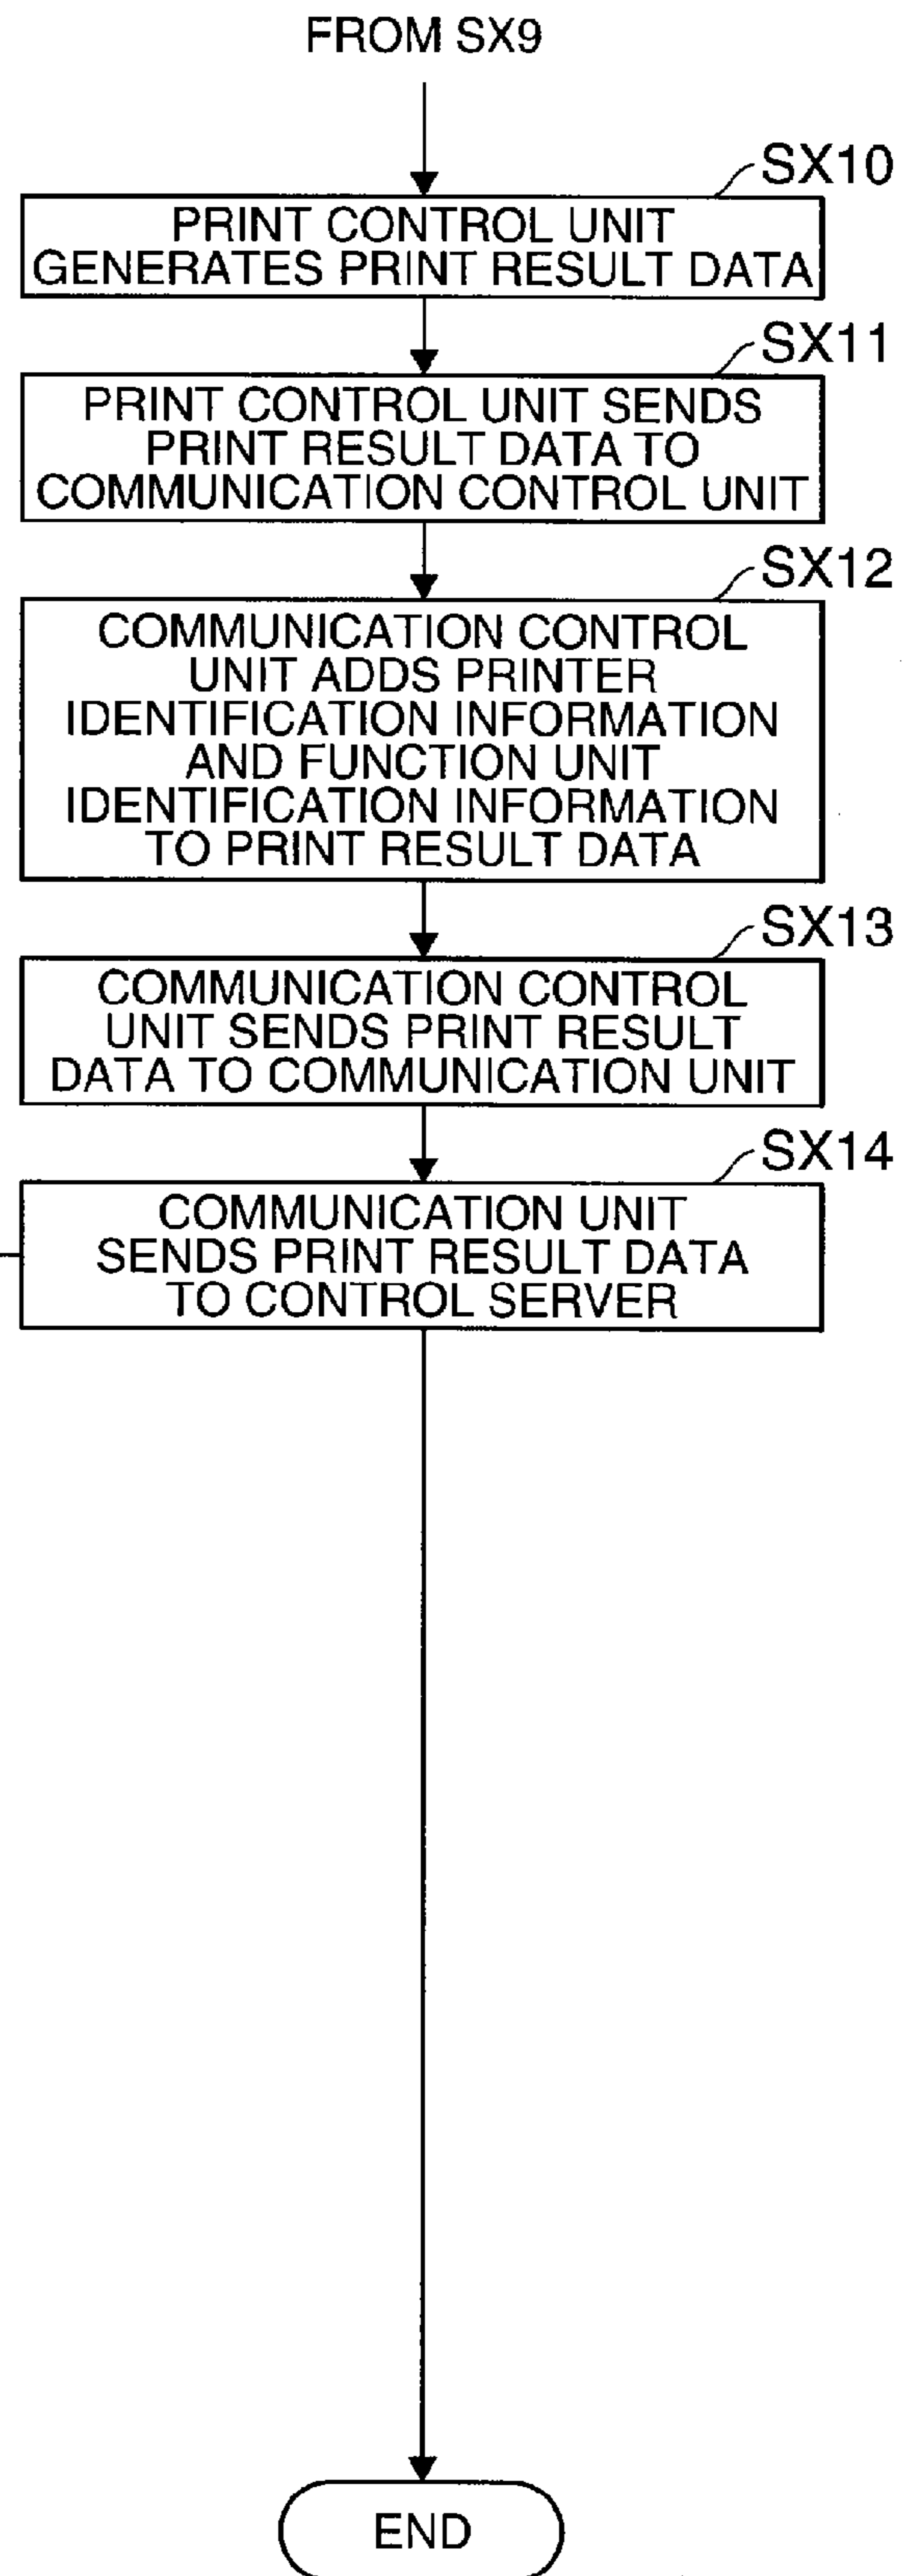 FROM SX9
SX10
PRINT CONTROL UNIT
GENERATES PRINT RESULT DATA
SX11
PRINT CONTROL UNIT SENDS
PRINT RESULT DATA TO
COMMUNICATION CONTROL UNIT
SX12
COMMUNICATION CONTROL
UNIT ADDS PRINTER
IDENTIFICATION INFORMATION
AND FUNCTION UNIT
IDENTIFICATION INFORMATION
TO PRINT RESULT DATA
SX13
COMMUNICATION CONTROL
UNIT SENDS PRINT RESULT
DATA TO COMMUNICATION UNIT
SX14
COMMUNICATION UNIT
SENDS PRINT RESULT DATA
TO CONTROL SERVER
END